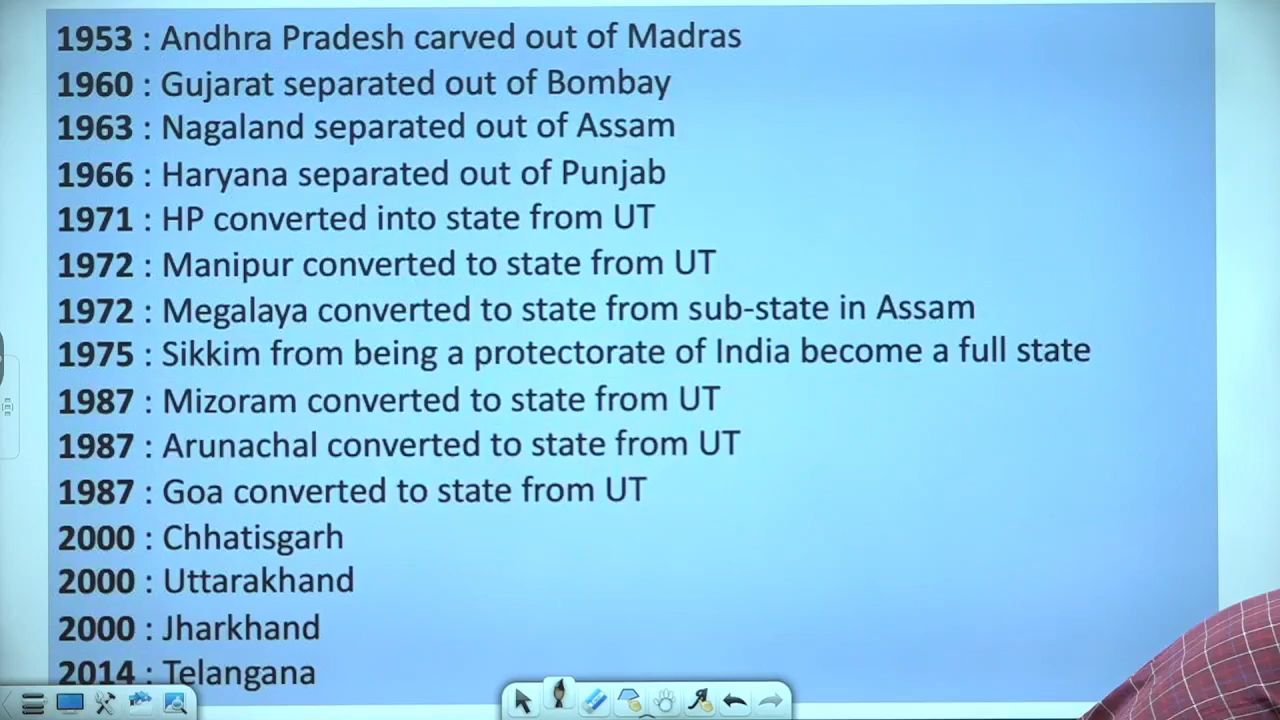 1953 : Andhra Pradesh carved out of Madras
1960 : Gujarat separated out of Bombay
1963 : Nagaland separated out of Assam
1966 : Haryana separated out of Punjab
1971 : HP converted into state from UT
1972 : Manipur converted to state from UT
1972 : Megalaya converted to state from sub-state in Assam
1975 : Sikkim from being a protectorate of India become a full state
1987 : Mizoram converted to state from UT
1987 : Arunachal converted to state from UT
1987 : Goa converted to state from UT
2000 : Chhatisgarh
2000 : Uttarakhand
2000 : Jharkhand
2014 : Telangana